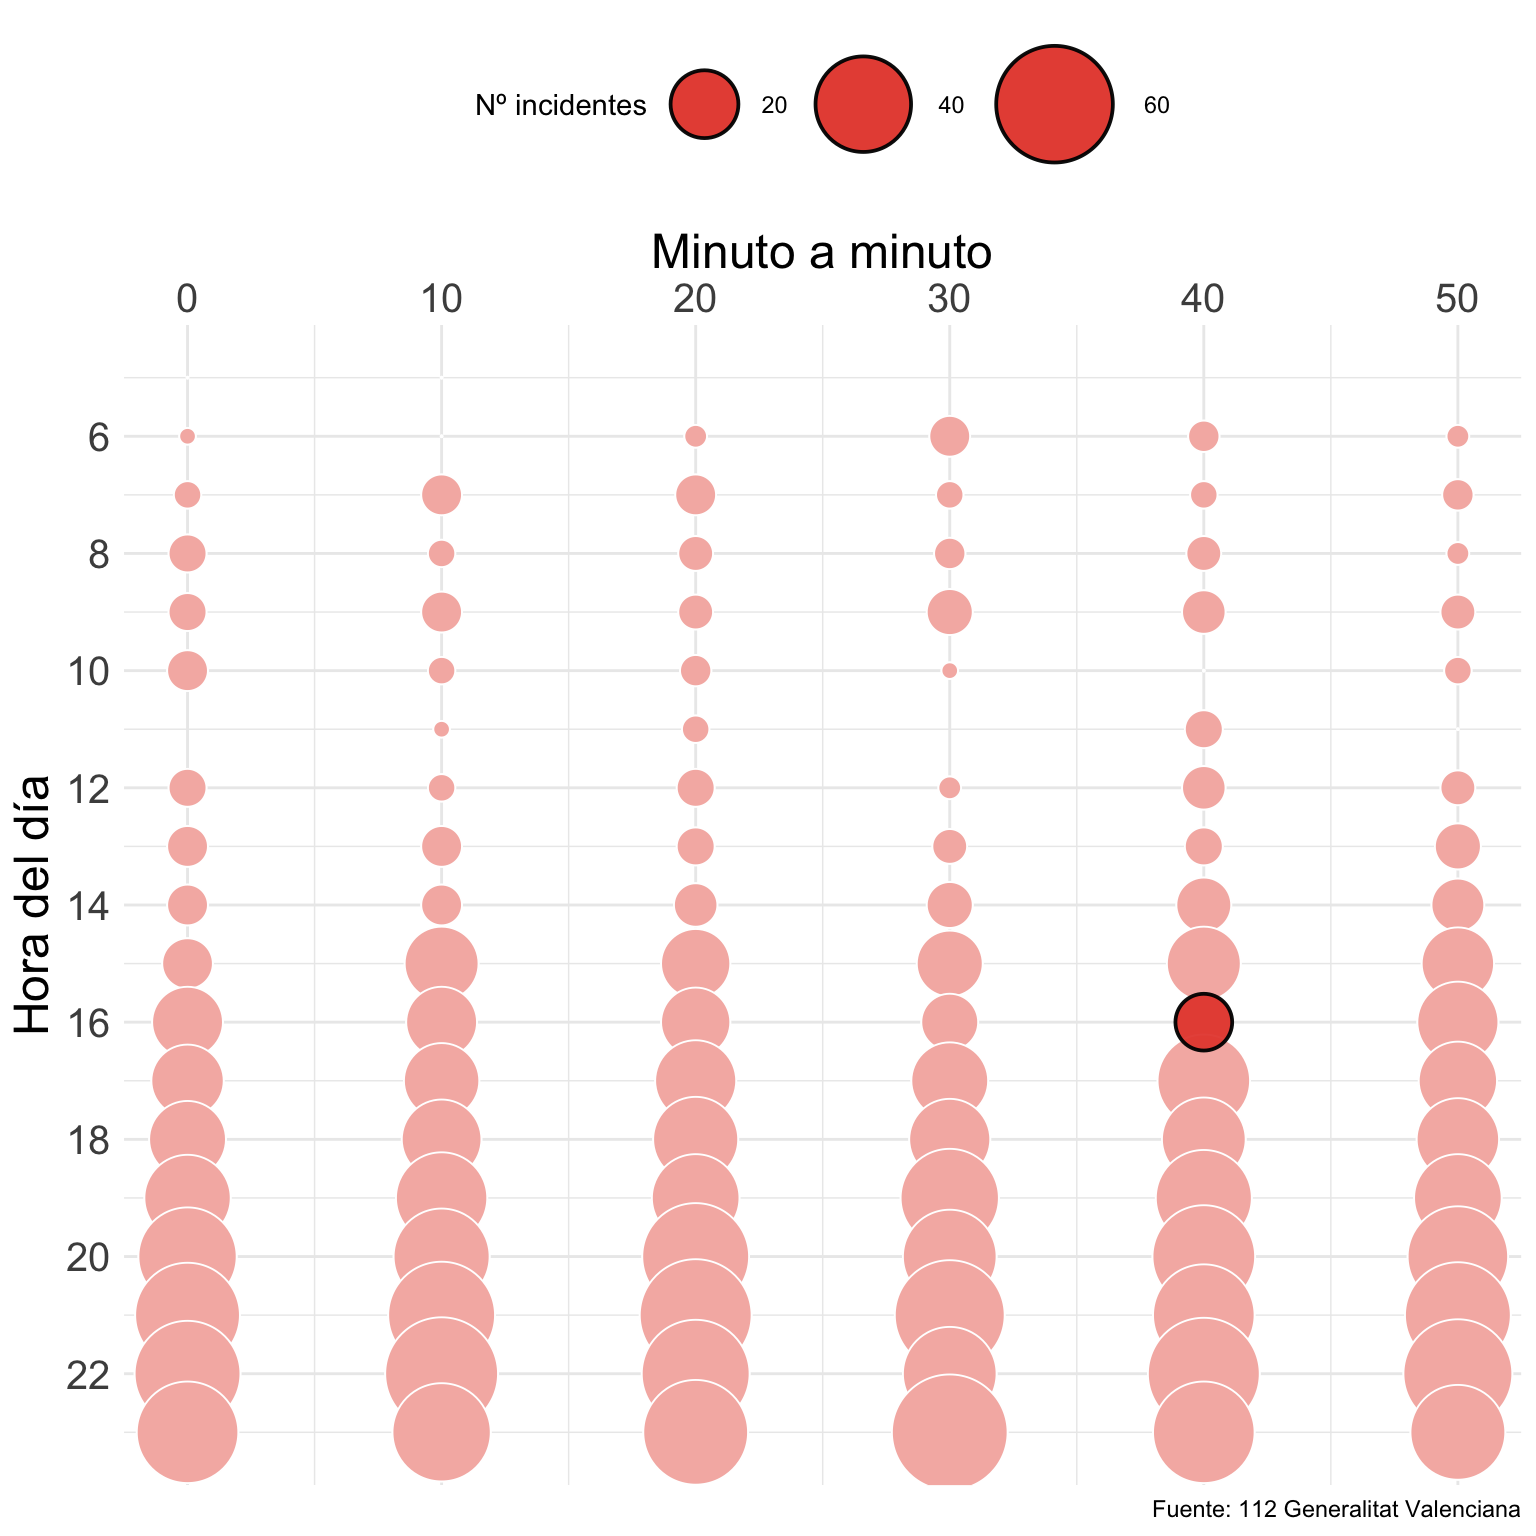 Nº incidentes 20 40 60
Minuto a minuto
0 10 20 30 40 50
Hora del día
6
8
10
12
14
16
18
20
22
Fuente: 112 Generalitat Valenciana